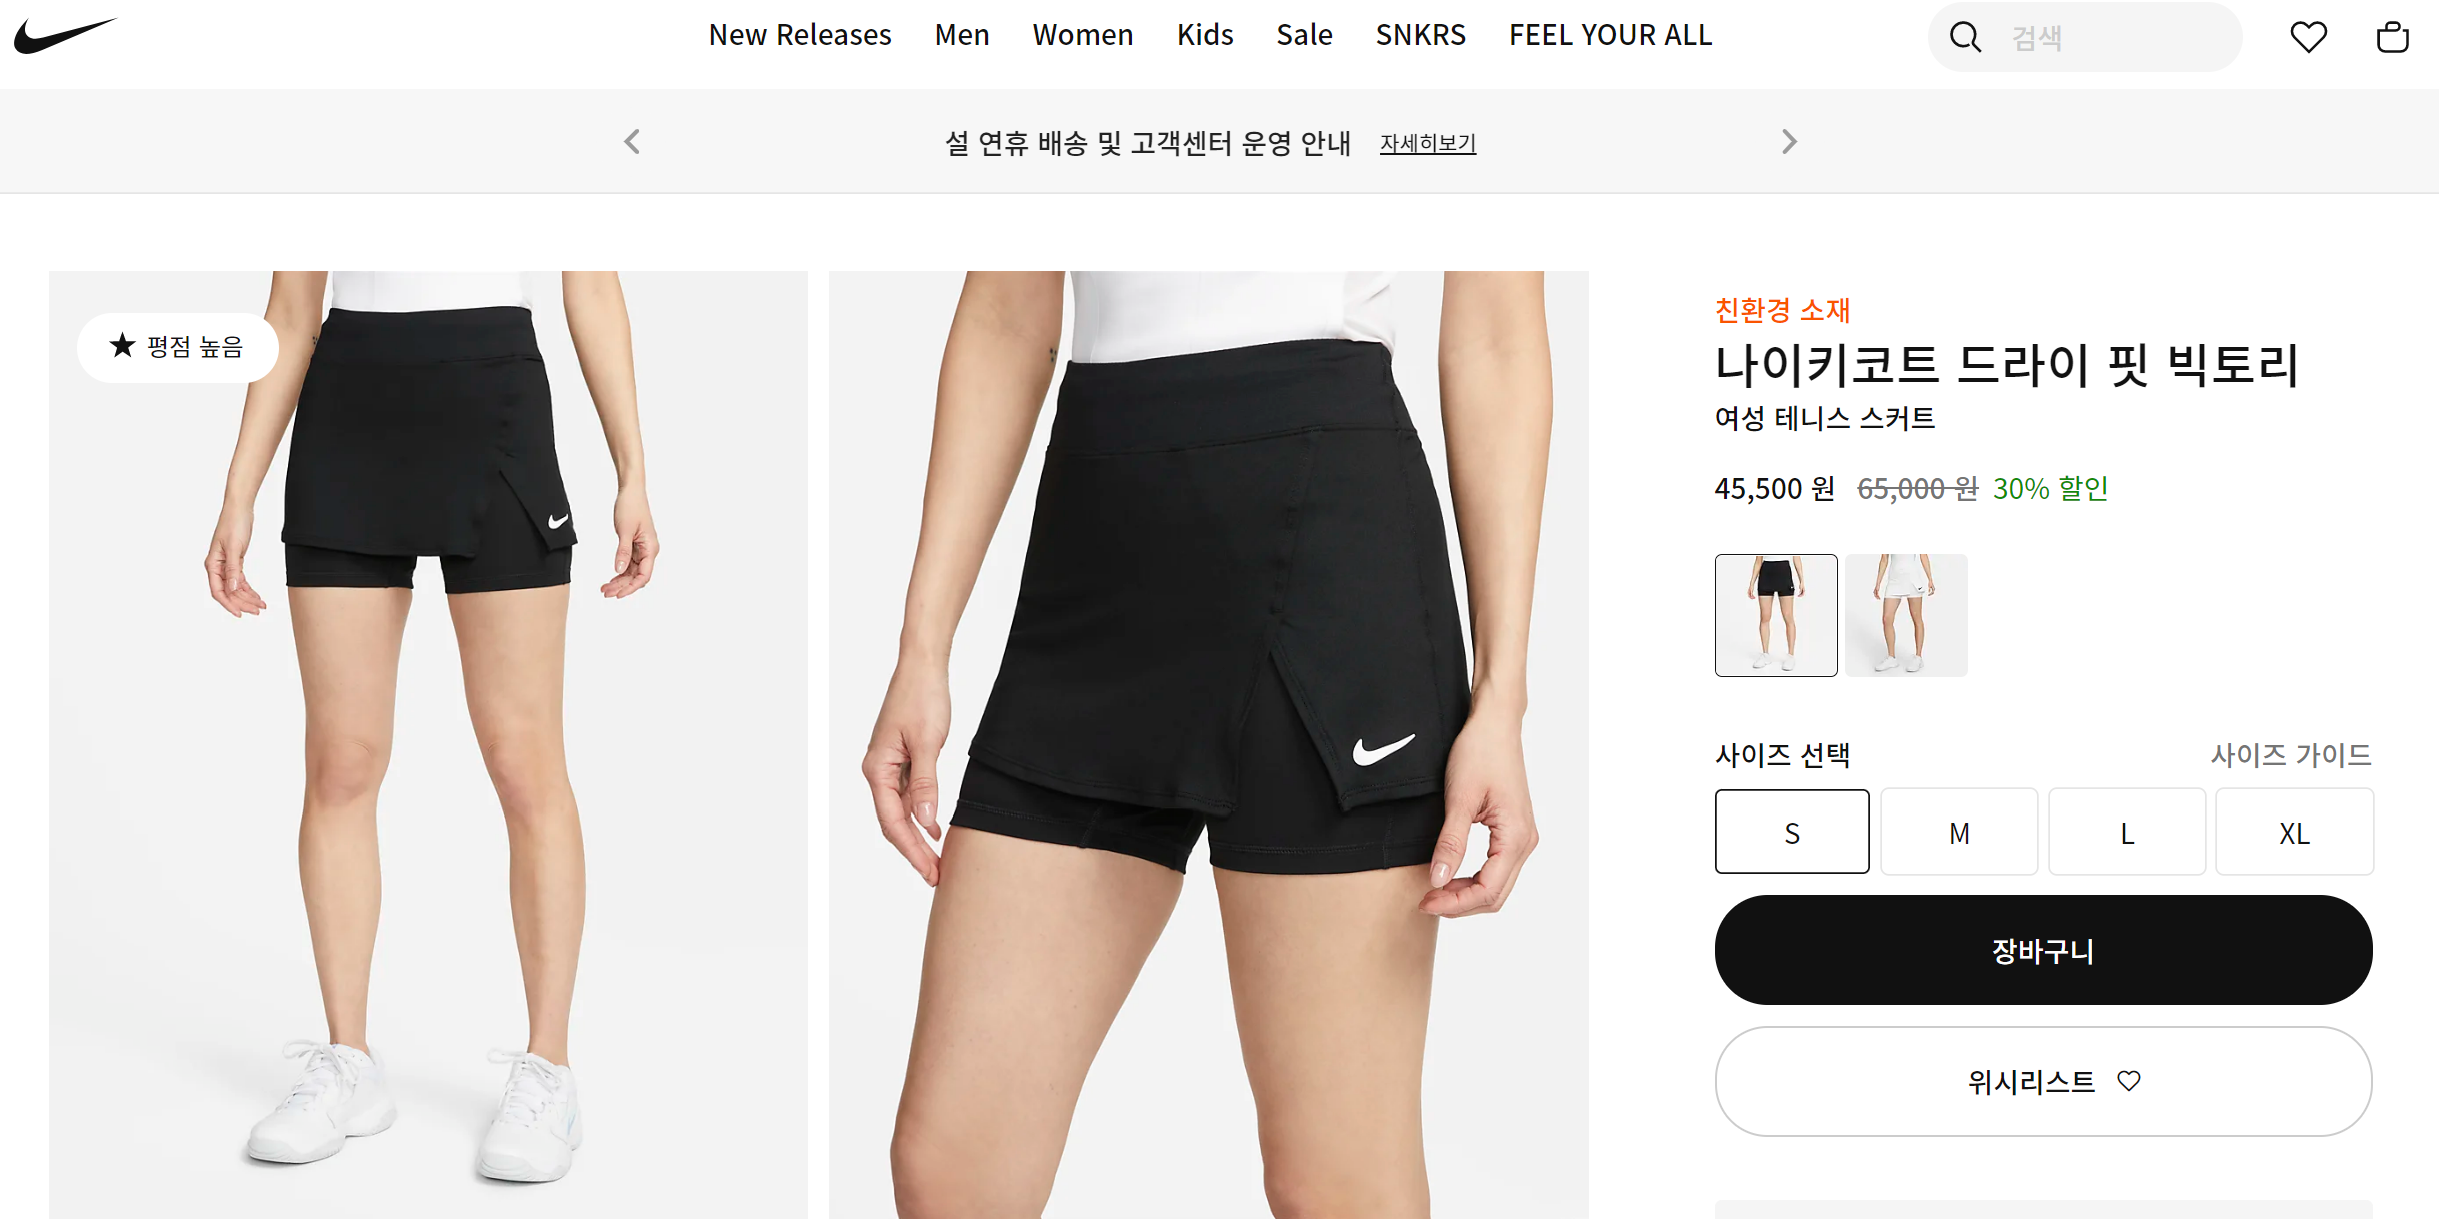 New Releases Men Women Kids Sale SNKRS FEEL YOUR ALL 검색
설 연휴 배송 및 고객센터 운영 안내 자세히보기
★ 평점 높음
친환경 소재
나이키코트 드라이 핏 빅토리
여성 테니스 스커트
45,500 원 65,000 원 30% 할인
사이즈 선택 사이즈 가이드
S M L XL
장바구니
위시리스트